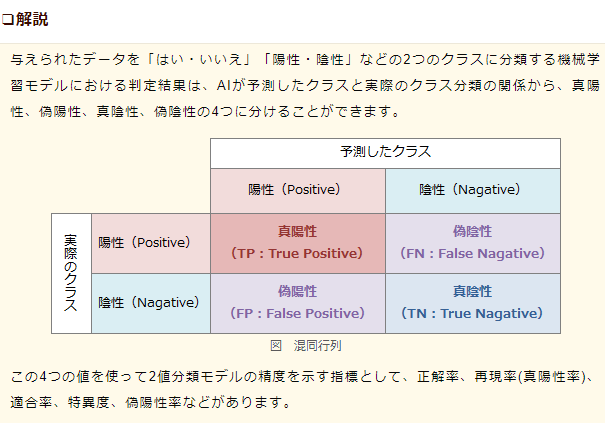 ❏解説
与えられたデータを「はい・いいえ」「陽性・陰性」などの2つのクラスに分類する機械学
習モデルにおける判定結果は、AIが予測したクラスと実際のクラス分類の関係から、真陽
性、偽陽性、真陰性、偽陰性の4つに分けることができます。
予測したクラス
陽性（Positive） 陰性（Nagative）
実際のクラス
陽性（Positive） 真陽性 偽陰性
（TP：True Positive） （FN：False Negative）
陰性（Nagative） 偽陽性 真陰性
（FP：False Positive） （TN：True Negative）
図 混同行列
この4つの値を使って2値分類モデルの精度を示す指標として、正解率、再現率(真陽性率)、
適合率、特異度、偽陽性率などがあります。